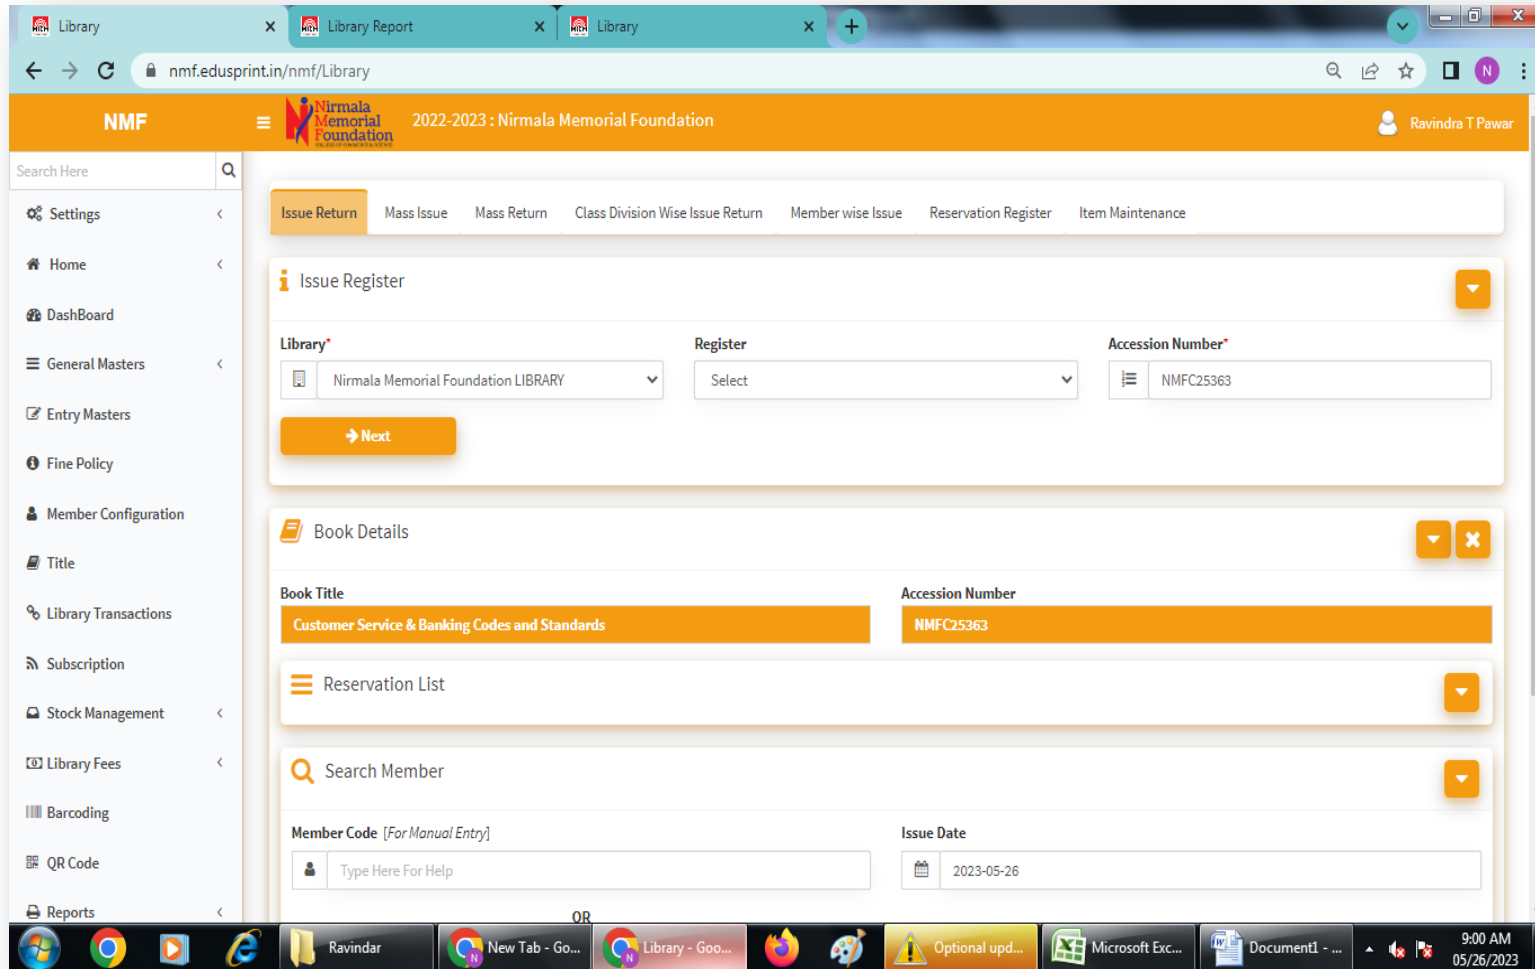 Library
Library Report
Library
nmf.edusprint.in/nmf/Library
N
NMF
Nirmala
Memorial
Foundation
2022-2023 : Nirmala Memorial Foundation
Ravindra T Pawar
Search Here
Settings
Home
DashBoard
General Masters
Entry Masters
Fine Policy
Member Configuration
Title
Library Transactions
Subscription
Stock Management
Library Fees
Barcoding
QR Code
Reports
Issue Return
Mass Issue
Mass Return
Class Division Wise Issue Return
Member wise Issue
Reservation Register
Item Maintenance
Issue Register
Library*
Register
Accession Number*
Nirmala Memorial Foundation LIBRARY
Select
NMFC25363
Next
Book Details
Book Title
Accession Number
Customer Service & Banking Codes and Standards
NMFC25363
Reservation List
Search Member
Member Code [For Manual Entry]
Issue Date
Type Here For Help
2023-05-26
OR
Ravindar
New Tab - Go...
Library - Goo...
Optional upd...
Microsoft Exc...
Document1 - ...
9:00 AM
05/26/2023